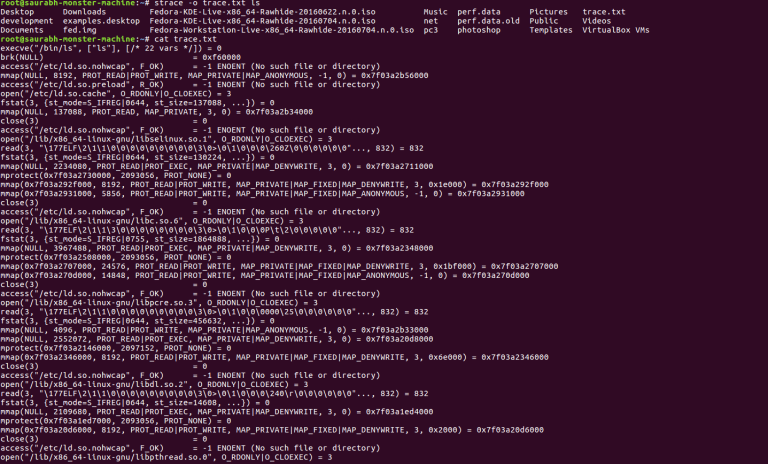 root@saurabh-monster-machine:~# strace -o trace.txt ls
Desktop Downloads Fedora-KDE-Live-x86_64-Rawhide-20160622.n.0.iso Music perf.data Pictures trace.txt
development examples.desktop Fedora-KDE-Live-x86_64-Rawhide-20160704.n.0.iso net perf.data.old Public Videos
Documents fed.img Fedora-Workstation-Live-x86_64-Rawhide-20160704.n.0.iso pc3 photoshop Templates VirtualBox VMs
root@saurabh-monster-machine:~# cat trace.txt
execve("/bin/ls", ["ls"], [/* 22 vars */]) = 0
brk(NULL) = 0xf60000
access("/etc/ld.so.nohwcap", F_OK) = -1 ENOENT (No such file or directory)
mmap(NULL, 8192, PROT_READ|PROT_WRITE, MAP_PRIVATE|MAP_ANONYMOUS, -1, 0) = 0x7f03a2b56000
access("/etc/ld.so.preload", R_OK) = -1 ENOENT (No such file or directory)
open("/etc/ld.so.cache", O_RDONLY|O_CLOEXEC) = 3
fstat(3, {st_mode=S_IFREG|0644, st_size=137088, ...}) = 0
mmap(NULL, 137088, PROT_READ, MAP_PRIVATE, 3, 0) = 0x7f03a2b34000
close(3) = 0
access("/etc/ld.so.nohwcap", F_OK) = -1 ENOENT (No such file or directory)
open("/lib/x86_64-linux-gnu/libselinux.so.1", O_RDONLY|O_CLOEXEC) = 3
read(3, "\177ELF\2\1\1\0\0\0\0\0\0\0\0\0\3\0>\0\1\0\0\0\260Z\0\0\0\0\0\0"..., 832) = 832
fstat(3, {st_mode=S_IFREG|0644, st_size=130224, ...}) = 0
mmap(NULL, 2234080, PROT_READ|PROT_EXEC, MAP_PRIVATE|MAP_DENYWRITE, 3, 0) = 0x7f03a2711000
mprotect(0x7f03a2730000, 2093056, PROT_NONE) = 0
mmap(0x7f03a292f000, 8192, PROT_READ|PROT_WRITE, MAP_PRIVATE|MAP_FIXED|MAP_DENYWRITE, 3, 0x1e000) = 0x7f03a292f000
mmap(0x7f03a2931000, 5856, PROT_READ|PROT_WRITE, MAP_PRIVATE|MAP_FIXED|MAP_ANONYMOUS, -1, 0) = 0x7f03a2931000
close(3) = 0
access("/etc/ld.so.nohwcap", F_OK) = -1 ENOENT (No such file or directory)
open("/lib/x86_64-linux-gnu/libc.so.6", O_RDONLY|O_CLOEXEC) = 3
read(3, "\177ELF\2\1\1\3\0\0\0\0\0\0\0\0\3\0>\0\1\0\0\0P\t\2\0\0\0\0\0"..., 832) = 832
fstat(3, {st_mode=S_IFREG|0755, st_size=1864888, ...}) = 0
mmap(NULL, 3967488, PROT_READ|PROT_EXEC, MAP_PRIVATE|MAP_DENYWRITE, 3, 0) = 0x7f03a2348000
mprotect(0x7f03a2508000, 2093056, PROT_NONE) = 0
mmap(0x7f03a2707000, 24576, PROT_READ|PROT_WRITE, MAP_PRIVATE|MAP_FIXED|MAP_DENYWRITE, 3, 0x1bf000) = 0x7f03a2707000
mmap(0x7f03a270d000, 14848, PROT_READ|PROT_WRITE, MAP_PRIVATE|MAP_FIXED|MAP_ANONYMOUS, -1, 0) = 0x7f03a270d000
close(3) = 0
access("/etc/ld.so.nohwcap", F_OK) = -1 ENOENT (No such file or directory)
open("/lib/x86_64-linux-gnu/libpcre.so.3", O_RDONLY|O_CLOEXEC) = 3
read(3, "\177ELF\2\1\1\0\0\0\0\0\0\0\0\0\3\0>\0\1\0\0\0000\25\0\0\0\0\0\0"..., 832) = 832
fstat(3, {st_mode=S_IFREG|0644, st_size=456632, ...}) = 0
mmap(NULL, 4096, PROT_READ|PROT_WRITE, MAP_PRIVATE|MAP_ANONYMOUS, -1, 0) = 0x7f03a2b33000
mmap(NULL, 2552072, PROT_READ|PROT_EXEC, MAP_PRIVATE|MAP_DENYWRITE, 3, 0) = 0x7f03a20d8000
mprotect(0x7f03a2146000, 2097152, PROT_NONE) = 0
mmap(0x7f03a2346000, 8192, PROT_READ|PROT_WRITE, MAP_PRIVATE|MAP_FIXED|MAP_DENYWRITE, 3, 0x6e000) = 0x7f03a2346000
close(3) = 0
access("/etc/ld.so.nohwcap", F_OK) = -1 ENOENT (No such file or directory)
open("/lib/x86_64-linux-gnu/libdl.so.2", O_RDONLY|O_CLOEXEC) = 3
read(3, "\177ELF\2\1\1\0\0\0\0\0\0\0\0\0\3\0>\0\1\0\0\0\240\r\0\0\0\0\0\0"..., 832) = 832
fstat(3, {st_mode=S_IFREG|0644, st_size=14608, ...}) = 0
mmap(NULL, 2109680, PROT_READ|PROT_EXEC, MAP_PRIVATE|MAP_DENYWRITE, 3, 0) = 0x7f03a1ed4000
mprotect(0x7f03a1ed7000, 2093056, PROT_NONE) = 0
mmap(0x7f03a20d6000, 8192, PROT_READ|PROT_WRITE, MAP_PRIVATE|MAP_FIXED|MAP_DENYWRITE, 3, 0x2000) = 0x7f03a20d6000
close(3) = 0
access("/etc/ld.so.nohwcap", F_OK) = -1 ENOENT (No such file or directory)
open("/lib/x86_64-linux-gnu/libpthread.so.0", O_RDONLY|O_CLOEXEC) = 3